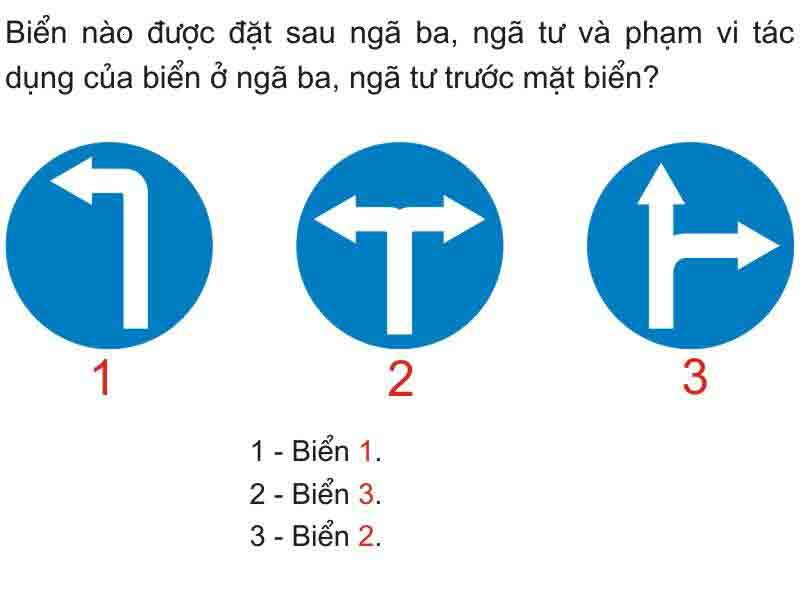 Biển nào được đặt sau ngã ba, ngã tư và phạm vi tác
dụng của biển ở ngã ba, ngã tư trước mặt biển?
1 2 3
1 - Biển 1.
2 - Biển 3.
3 - Biển 2.